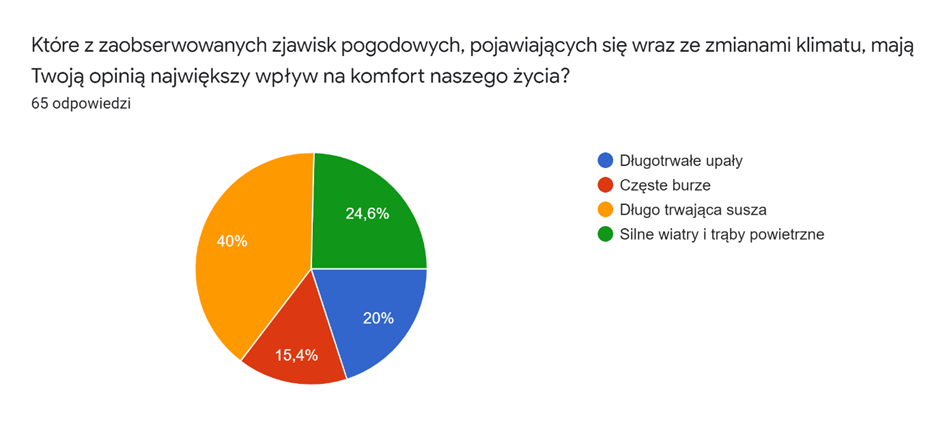 Które z zaobserwowanych zjawisk pogodowych, pojawiających się wraz ze zmianami klimatu, mają
Twoją opinią największy wpływ na komfort naszego życia?
65 odpowiedzi
Długotrwałe upały
Częste burze
Długo trwająca susza
Silne wiatry i trąby powietrzne
24,6%
40%
20%
15,4%